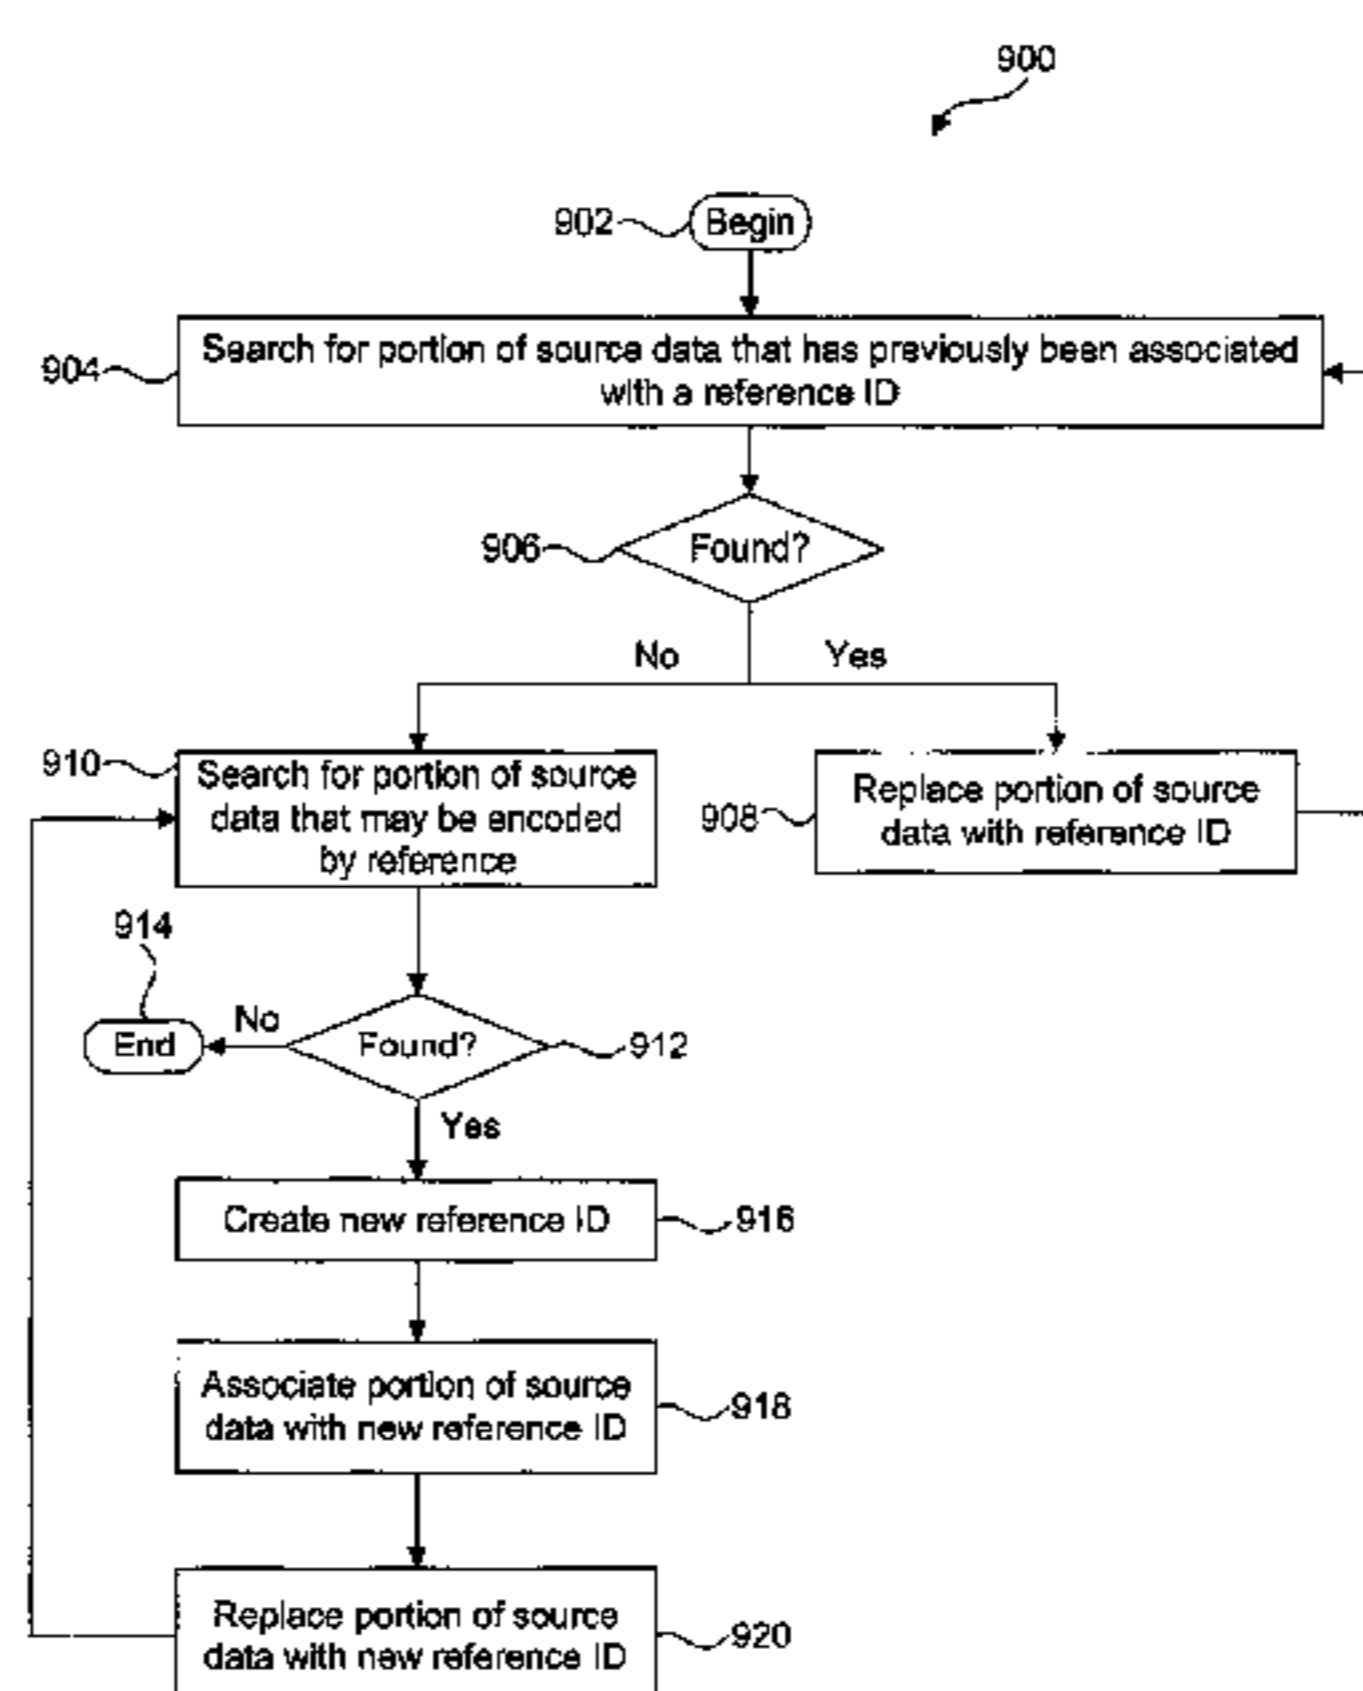 900
902
Begin
904
Search for portion of source data that has previously been associated
with a reference ID
906
Found?
No
Yes
910
Search for portion of source
data that may be encoded
by reference
908
Replace portion of source
data with reference ID
914
End
No
Found?
912
Yes
Create new reference ID
916
Associate portion of source
data with new reference ID
918
Replace portion of source
data with new reference ID
920